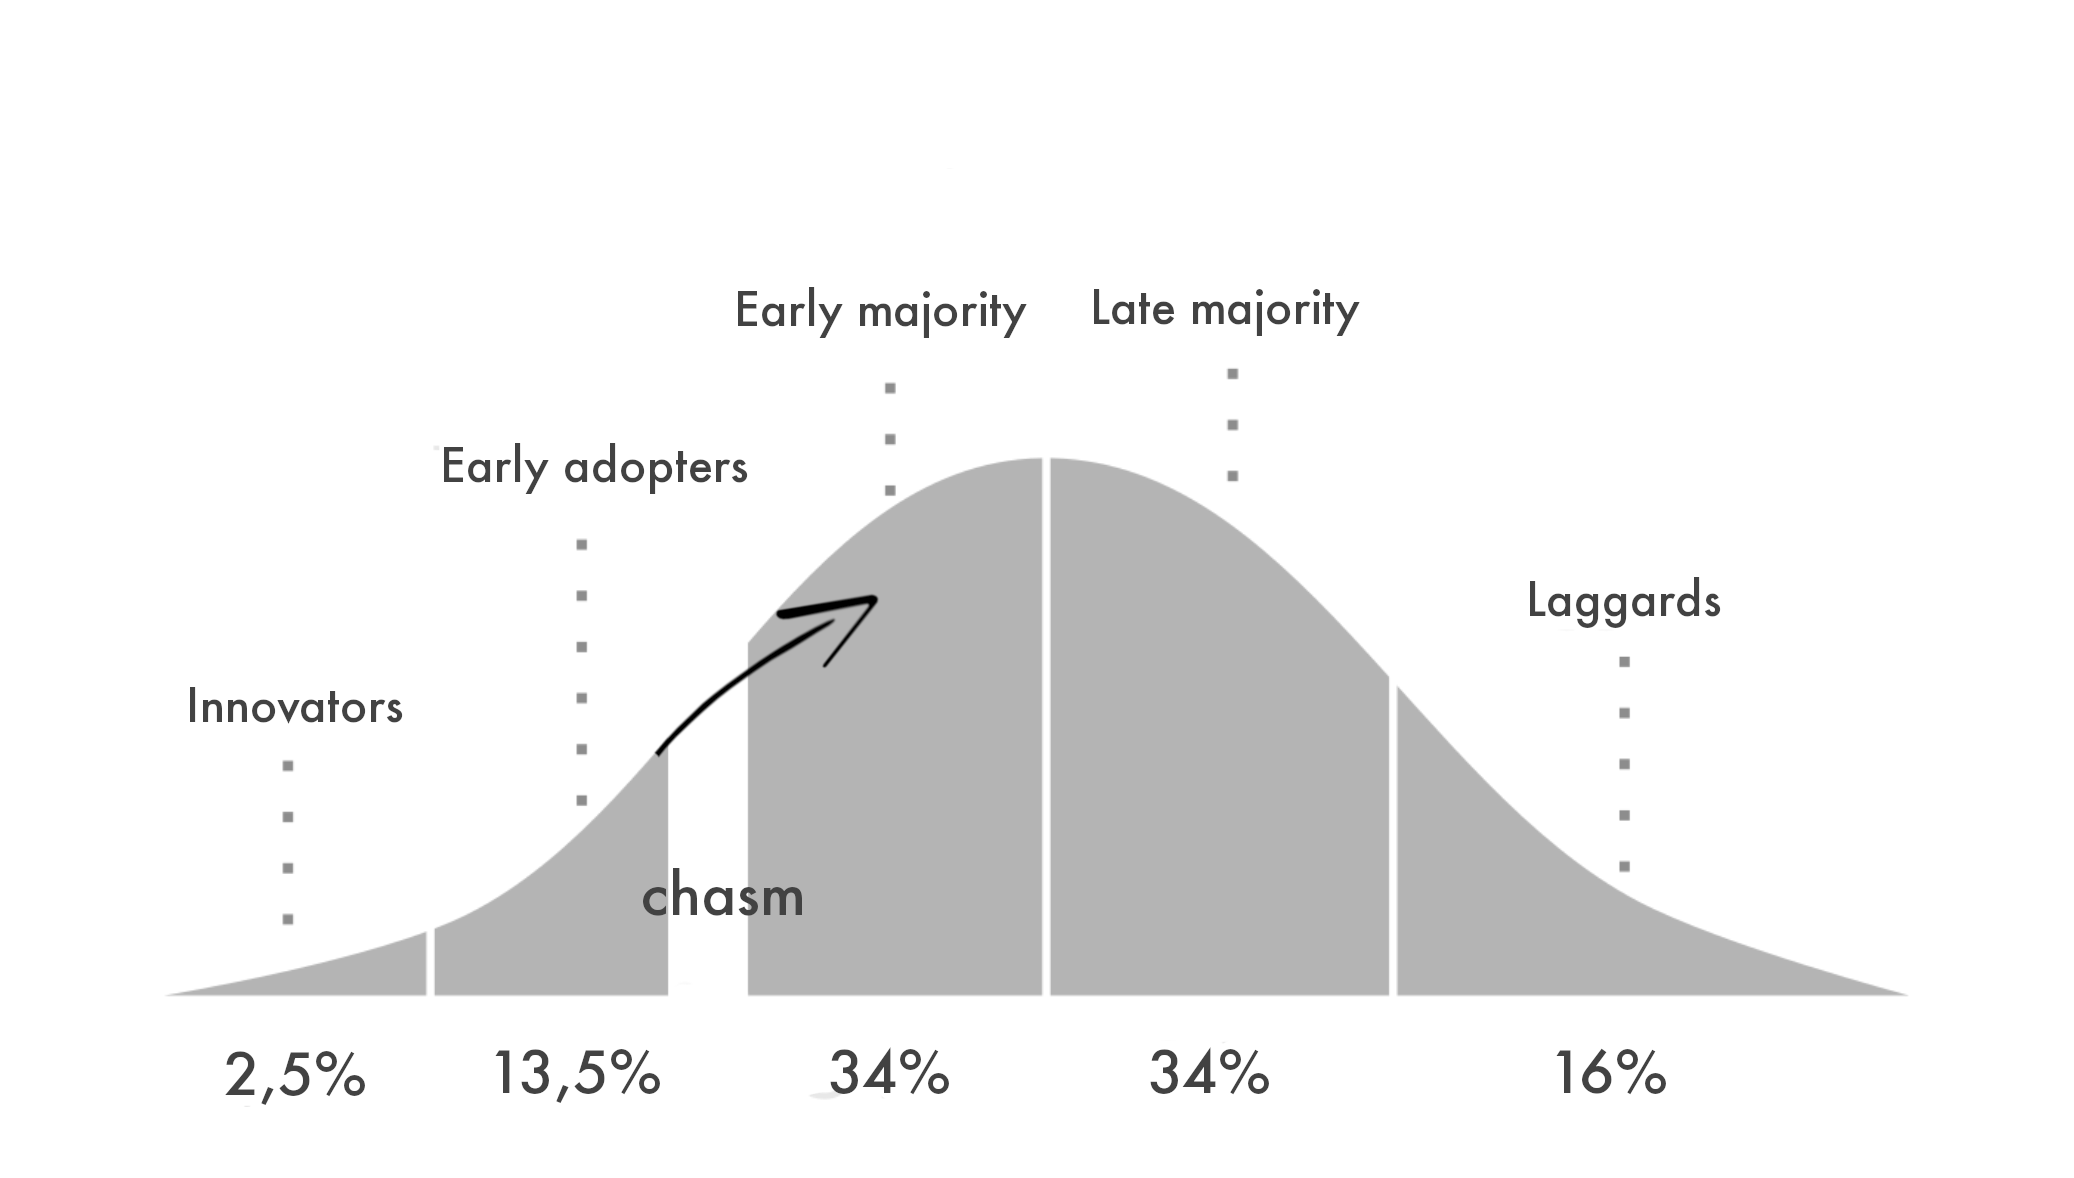 Early majority
Late majority
Early adopters
Laggards
Innovators
chasm
2,5%
13,5%
34%
34%
16%